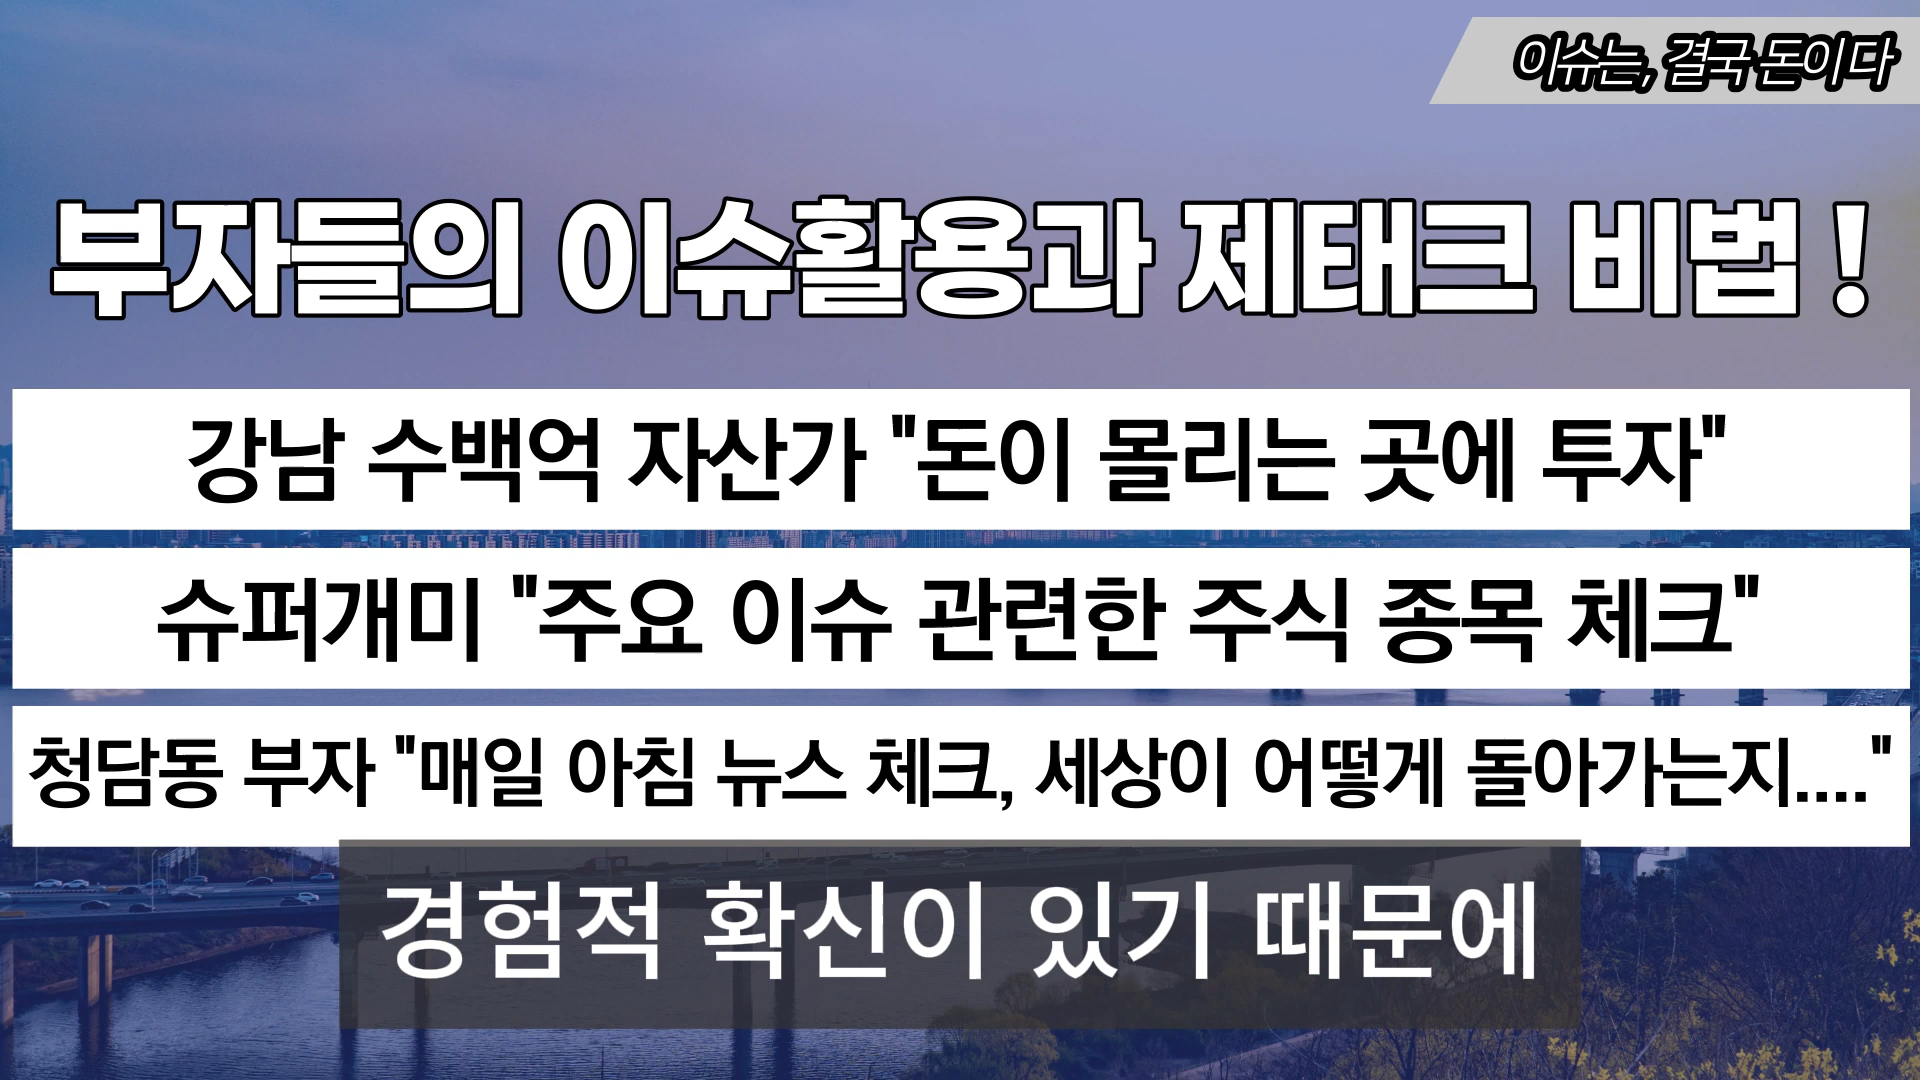 이슈는, 결국 돈이다
부자들의 이슈활용과 제태크 비법 !
강남 수백억 자산가 "돈이 몰리는 곳에 투자"
슈퍼개미 "주요 이슈 관련한 주식 종목 체크"
청담동 부자 "매일 아침 뉴스 체크, 세상이 어떻게 돌아가는지...."
경험적 확신이 있기 때문에